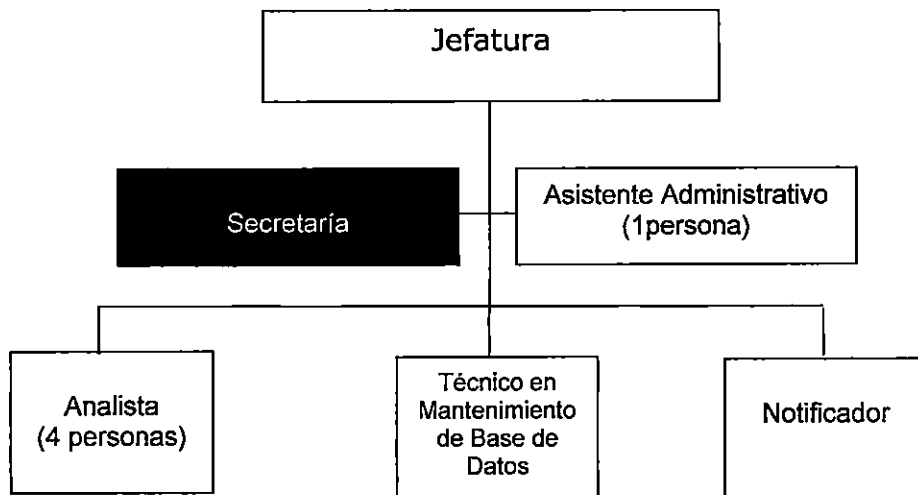 Jefatura
Secretaría
Asistente Administrativo
(1persona)
Analista
(4 personas)
Técnico en
Mantenimiento
de Base de
Datos
Notificador